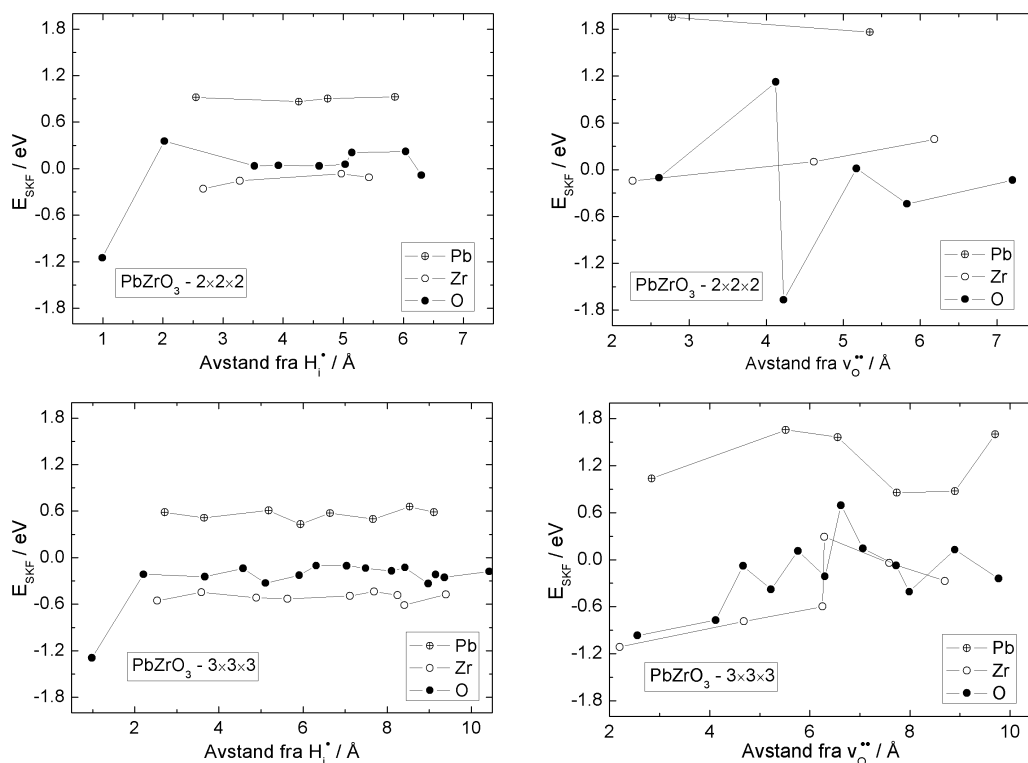 1.8
1.2
0.6
0.0
-0.6
-1.2
-1.8
E_SKF / eV
PbZrO₃ - 2×2×2
Pb
Zr
O
1 2 3 4 5 6 7
Avstand fra H_i^• / Å
1.8
1.2
0.6
0.0
-0.6
-1.2
-1.8
E_SKF / eV
PbZrO₃ - 2×2×2
Pb
Zr
O
2 3 4 5 6 7
Avstand fra v_O^•• / Å
1.8
1.2
0.6
0.0
-0.6
-1.2
-1.8
E_SKF / eV
PbZrO₃ - 3×3×3
Pb
Zr
O
2 4 6 8 10
Avstand fra H_i^• / Å
1.8
1.2
0.6
0.0
-0.6
-1.2
-1.8
E_SKF / eV
PbZrO₃ - 3×3×3
Pb
Zr
O
2 4 6 8 10
Avstand fra v_O^•• / Å